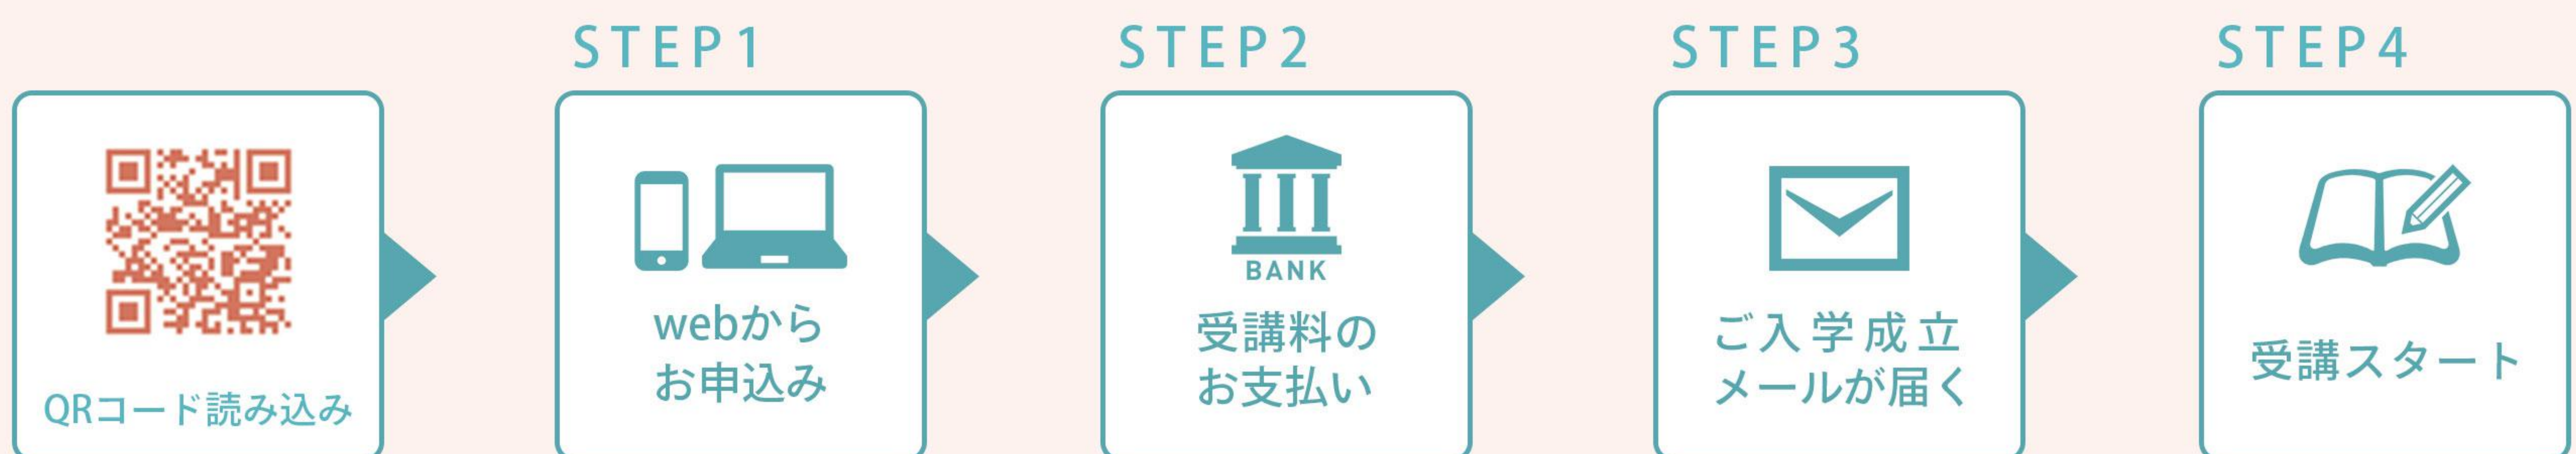 QRコード読み込み
STEP1
webから
お申込み
STEP2
BANK
受講料の
お支払い
STEP3
ご入学成立
メールが届く
STEP4
受講スタート